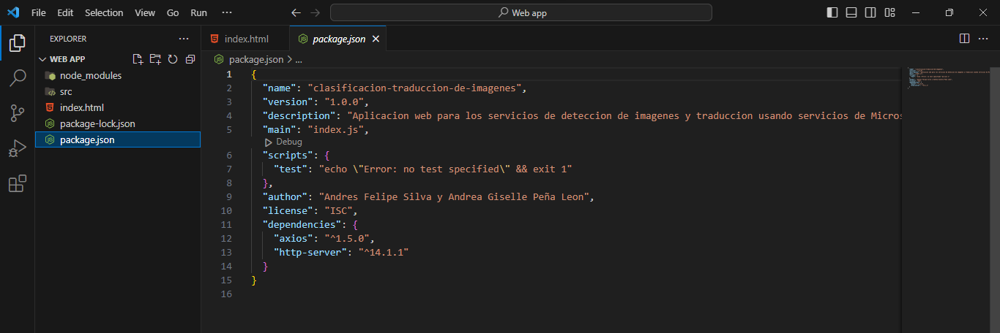 File Edit Selection View Go Run ··· Web app
EXPLORER ···
index.html
package.json
WEB APP
package.json > ...
node_modules
src
index.html
package-lock.json
package.json
1 {
2 "name": "clasificacion-traduccion-de-imagenes",
3 "version": "1.0.0",
4 "description": "Aplicacion web para los servicios de deteccion de imagenes y traduccion usando servicios de Micros
5 "main": "index.js",
Debug
6 "scripts": {
7 "test": "echo \"Error: no test specified\" && exit 1"
8 },
9 "author": "Andres Felipe Silva y Andrea Giselle Peña Leon",
10 "license": "ISC",
11 "dependencies": {
12 "axios": "^1.5.0",
13 "http-server": "^14.1.1"
14 }
15 }
16